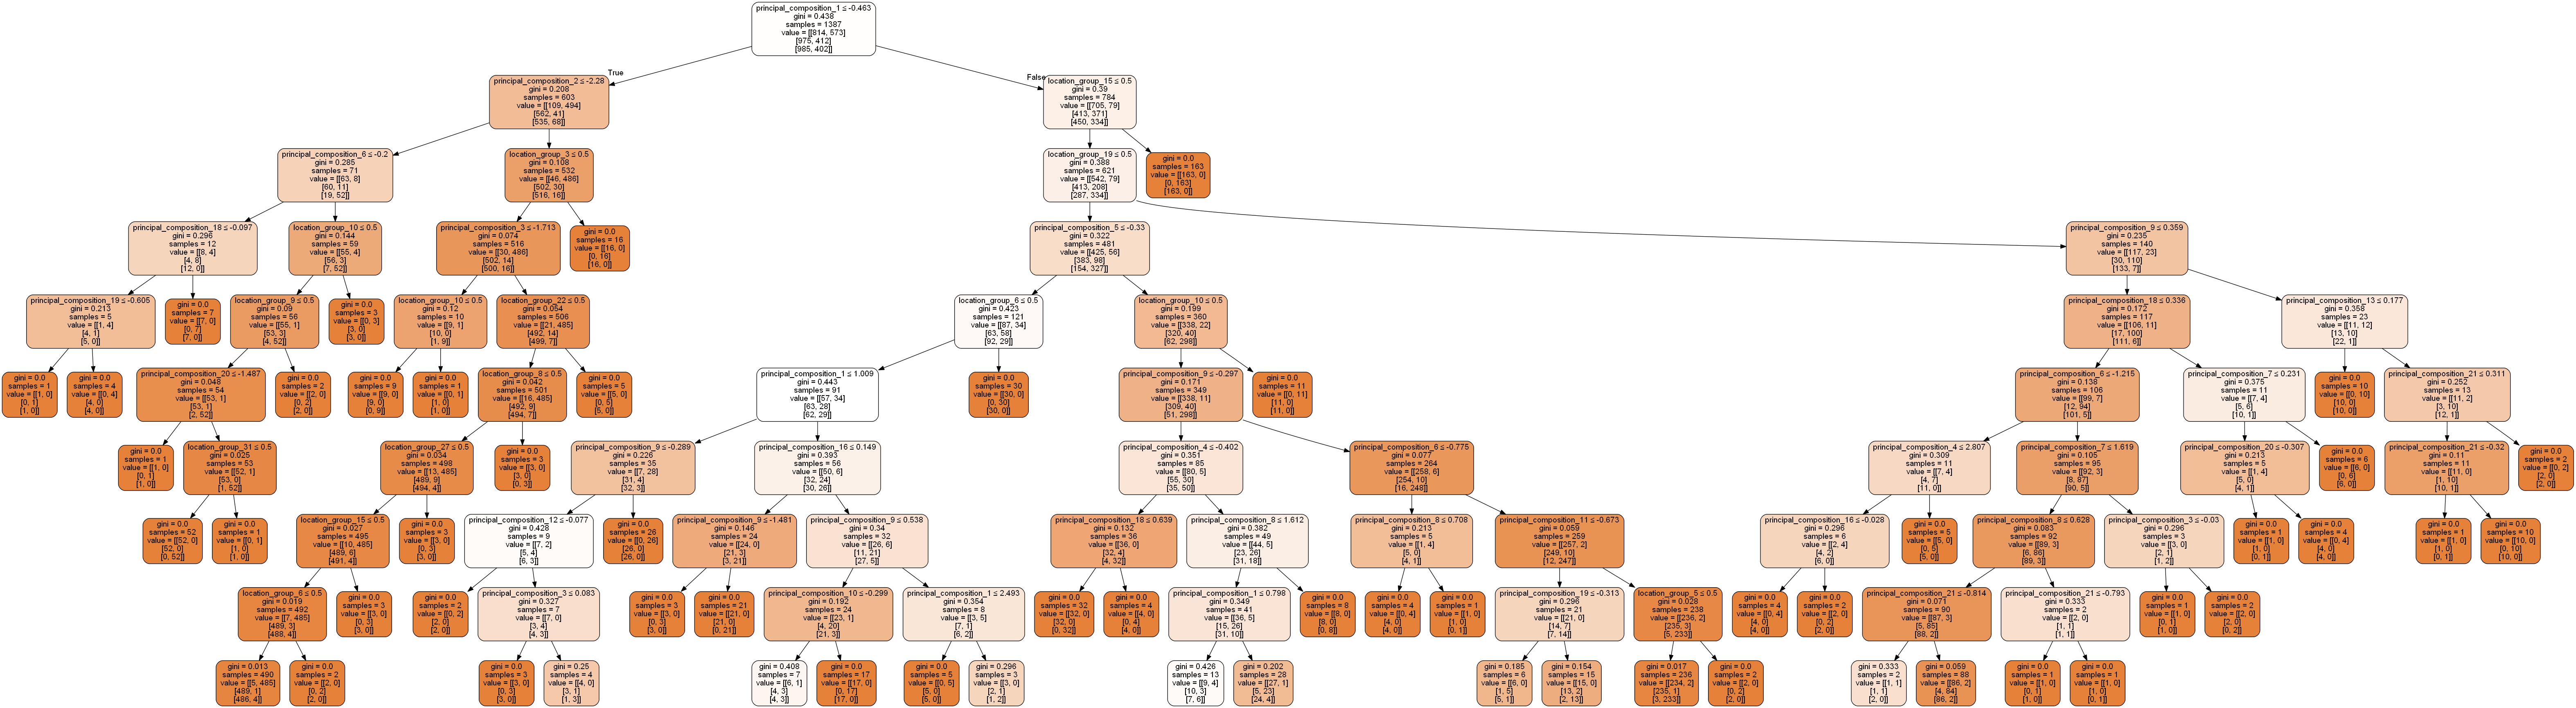 principal_composition_1 ≤ -0.463
gini = 0.438
samples = 1387
value = [[814, 573]
[975, 412]
[985, 402]]
True
False
principal_composition_2 ≤ -2.28
gini = 0.208
samples = 603
value = [[109, 494]
[562, 41]
[535, 68]]
location_group_15 ≤ 0.5
gini = 0.39
samples = 784
value = [[705, 79]
[413, 371]
[450, 334]]
principal_composition_6 ≤ -0.2
gini = 0.285
samples = 71
value = [[63, 8]
[60, 11]
[19, 52]]
location_group_3 ≤ 0.5
gini = 0.108
samples = 532
value = [[46, 486]
[502, 30]
[516, 16]]
location_group_19 ≤ 0.5
gini = 0.388
samples = 621
value = [[542, 79]
[413, 208]
[287, 334]]
gini = 0.0
samples = 163
value = [[163, 0]
[0, 163]
[163, 0]]
principal_composition_18 ≤ -0.097
gini = 0.296
samples = 12
value = [[8, 4]
[4, 8]
[12, 0]]
location_group_10 ≤ 0.5
gini = 0.144
samples = 59
value = [[55, 4]
[56, 3]
[7, 52]]
principal_composition_3 ≤ -1.713
gini = 0.074
samples = 516
value = [[30, 486]
[502, 14]
[500, 16]]
gini = 0.0
samples = 16
value = [[16, 0]
[0, 16]
[16, 0]]
principal_composition_5 ≤ -0.33
gini = 0.322
samples = 481
value = [[425, 56]
[383, 98]
[154, 327]]
principal_composition_9 ≤ 0.359
gini = 0.235
samples = 140
value = [[117, 23]
[30, 110]
[133, 7]]
principal_composition_19 ≤ -0.605
gini = 0.213
samples = 5
value = [[1, 4]
[4, 1]
[5, 0]]
gini = 0.0
samples = 7
value = [[7, 0]
[0, 7]
[7, 0]]
location_group_9 ≤ 0.5
gini = 0.09
samples = 56
value = [[55, 1]
[53, 3]
[4, 52]]
gini = 0.0
samples = 3
value = [[0, 3]
[3, 0]
[3, 0]]
location_group_10 ≤ 0.5
gini = 0.12
samples = 10
value = [[9, 1]
[10, 0]
[1, 9]]
location_group_22 ≤ 0.5
gini = 0.054
samples = 506
value = [[21, 485]
[492, 14]
[499, 7]]
location_group_6 ≤ 0.5
gini = 0.423
samples = 121
value = [[87, 34]
[63, 58]
[92, 29]]
location_group_10 ≤ 0.5
gini = 0.199
samples = 360
value = [[338, 22]
[320, 40]
[62, 298]]
principal_composition_18 ≤ 0.336
gini = 0.172
samples = 117
value = [[106, 11]
[17, 100]
[111, 6]]
principal_composition_13 ≤ 0.177
gini = 0.358
samples = 23
value = [[11, 12]
[13, 10]
[22, 1]]
gini = 0.0
samples = 1
value = [[1, 0]
[0, 1]
[1, 0]]
gini = 0.0
samples = 4
value = [[0, 4]
[4, 0]
[4, 0]]
principal_composition_20 ≤ -1.487
gini = 0.048
samples = 54
value = [[53, 1]
[53, 1]
[2, 52]]
gini = 0.0
samples = 2
value = [[2, 0]
[0, 2]
[2, 0]]
gini = 0.0
samples = 9
value = [[9, 0]
[9, 0]
[0, 9]]
gini = 0.0
samples = 1
value = [[0, 1]
[1, 0]
[1, 0]]
location_group_8 ≤ 0.5
gini = 0.042
samples = 501
value = [[16, 485]
[492, 9]
[494, 7]]
gini = 0.0
samples = 5
value = [[5, 0]
[0, 5]
[5, 0]]
principal_composition_1 ≤ 1.009
gini = 0.443
samples = 91
value = [[57, 34]
[63, 28]
[62, 29]]
gini = 0.0
samples = 30
value = [[30, 0]
[0, 30]
[30, 0]]
principal_composition_9 ≤ -0.297
gini = 0.171
samples = 349
value = [[338, 11]
[309, 40]
[51, 298]]
gini = 0.0
samples = 11
value = [[0, 11]
[11, 0]
[11, 0]]
principal_composition_6 ≤ -1.215
gini = 0.138
samples = 106
value = [[99, 7]
[12, 94]
[101, 5]]
principal_composition_7 ≤ 0.231
gini = 0.375
samples = 11
value = [[7, 4]
[5, 6]
[10, 1]]
gini = 0.0
samples = 10
value = [[0, 10]
[10, 0]
[10, 0]]
principal_composition_21 ≤ 0.311
gini = 0.252
samples = 13
value = [[11, 2]
[3, 10]
[12, 1]]
gini = 0.0
samples = 1
value = [[1, 0]
[0, 1]
[1, 0]]
location_group_31 ≤ 0.5
gini = 0.025
samples = 53
value = [[52, 1]
[53, 0]
[1, 52]]
location_group_27 ≤ 0.5
gini = 0.034
samples = 498
value = [[13, 485]
[489, 9]
[494, 4]]
gini = 0.0
samples = 3
value = [[3, 0]
[3, 0]
[0, 3]]
principal_composition_9 ≤ -0.289
gini = 0.226
samples = 35
value = [[7, 28]
[31, 4]
[32, 3]]
principal_composition_16 ≤ 0.149
gini = 0.393
samples = 56
value = [[50, 6]
[32, 24]
[30, 26]]
principal_composition_4 ≤ -0.402
gini = 0.351
samples = 85
value = [[80, 5]
[55, 30]
[35, 50]]
principal_composition_6 ≤ -0.775
gini = 0.077
samples = 264
value = [[258, 6]
[254, 10]
[16, 248]]
principal_composition_4 ≤ 2.807
gini = 0.309
samples = 11
value = [[7, 4]
[4, 7]
[11, 0]]
principal_composition_7 ≤ 1.619
gini = 0.105
samples = 95
value = [[92, 3]
[8, 87]
[90, 5]]
principal_composition_20 ≤ -0.307
gini = 0.213
samples = 5
value = [[1, 4]
[5, 0]
[4, 1]]
gini = 0.0
samples = 6
value = [[6, 0]
[0, 6]
[6, 0]]
principal_composition_21 ≤ -0.32
gini = 0.11
samples = 11
value = [[11, 0]
[1, 10]
[10, 1]]
gini = 0.0
samples = 2
value = [[0, 2]
[2, 0]
[2, 0]]
gini = 0.0
samples = 52
value = [[52, 0]
[52, 0]
[0, 52]]
gini = 0.0
samples = 1
value = [[0, 1]
[1, 0]
[1, 0]]
location_group_15 ≤ 0.5
gini = 0.027
samples = 495
value = [[10, 485]
[489, 6]
[491, 4]]
gini = 0.0
samples = 3
value = [[3, 0]
[0, 3]
[3, 0]]
principal_composition_12 ≤ -0.077
gini = 0.428
samples = 9
value = [[7, 2]
[5, 4]
[6, 3]]
gini = 0.0
samples = 26
value = [[0, 26]
[26, 0]
[26, 0]]
principal_composition_9 ≤ -1.481
gini = 0.146
samples = 24
value = [[24, 0]
[21, 3]
[3, 21]]
principal_composition_9 ≤ 0.538
gini = 0.34
samples = 32
value = [[26, 6]
[11, 21]
[27, 5]]
principal_composition_18 ≤ 0.639
gini = 0.132
samples = 36
value = [[36, 0]
[32, 4]
[4, 32]]
principal_composition_8 ≤ 1.612
gini = 0.382
samples = 49
value = [[44, 5]
[23, 26]
[31, 18]]
principal_composition_8 ≤ 0.708
gini = 0.213
samples = 5
value = [[1, 4]
[5, 0]
[4, 1]]
principal_composition_11 ≤ -0.673
gini = 0.059
samples = 259
value = [[257, 2]
[249, 10]
[12, 247]]
principal_composition_16 ≤ -0.028
gini = 0.296
samples = 6
value = [[2, 4]
[4, 2]
[6, 0]]
gini = 0.0
samples = 5
value = [[5, 0]
[0, 5]
[5, 0]]
principal_composition_8 ≤ 0.628
gini = 0.083
samples = 92
value = [[89, 3]
[6, 86]
[89, 3]]
principal_composition_3 ≤ -0.03
gini = 0.296
samples = 3
value = [[3, 0]
[2, 1]
[1, 2]]
gini = 0.0
samples = 1
value = [[1, 0]
[1, 0]
[0, 1]]
gini = 0.0
samples = 4
value = [[0, 4]
[4, 0]
[4, 0]]
gini = 0.0
samples = 1
value = [[1, 0]
[1, 0]
[0, 1]]
gini = 0.0
samples = 10
value = [[10, 0]
[0, 10]
[10, 0]]
location_group_6 ≤ 0.5
gini = 0.019
samples = 492
value = [[7, 485]
[489, 3]
[488, 4]]
gini = 0.0
samples = 3
value = [[3, 0]
[0, 3]
[3, 0]]
gini = 0.0
samples = 2
value = [[0, 2]
[2, 0]
[2, 0]]
principal_composition_3 ≤ 0.083
gini = 0.327
samples = 7
value = [[7, 0]
[3, 4]
[4, 3]]
gini = 0.0
samples = 3
value = [[3, 0]
[0, 3]
[3, 0]]
gini = 0.0
samples = 21
value = [[21, 0]
[21, 0]
[0, 21]]
principal_composition_10 ≤ -0.299
gini = 0.192
samples = 24
value = [[23, 1]
[4, 20]
[21, 3]]
principal_composition_1 ≤ 2.493
gini = 0.354
samples = 8
value = [[3, 5]
[7, 1]
[6, 2]]
gini = 0.0
samples = 32
value = [[32, 0]
[32, 0]
[0, 32]]
gini = 0.0
samples = 4
value = [[4, 0]
[0, 4]
[4, 0]]
principal_composition_1 ≤ 0.798
gini = 0.349
samples = 41
value = [[36, 5]
[15, 26]
[31, 10]]
gini = 0.0
samples = 8
value = [[8, 0]
[8, 0]
[0, 8]]
gini = 0.0
samples = 4
value = [[0, 4]
[4, 0]
[4, 0]]
gini = 0.0
samples = 1
value = [[1, 0]
[1, 0]
[0, 1]]
principal_composition_19 ≤ -0.313
gini = 0.296
samples = 21
value = [[21, 0]
[14, 7]
[7, 14]]
location_group_5 ≤ 0.5
gini = 0.028
samples = 238
value = [[236, 2]
[235, 3]
[5, 233]]
gini = 0.0
samples = 4
value = [[0, 4]
[4, 0]
[4, 0]]
gini = 0.0
samples = 2
value = [[2, 0]
[0, 2]
[2, 0]]
principal_composition_21 ≤ -0.814
gini = 0.071
samples = 90
value = [[87, 3]
[5, 85]
[88, 2]]
principal_composition_21 ≤ -0.793
gini = 0.333
samples = 2
value = [[2, 0]
[1, 1]
[1, 1]]
gini = 0.0
samples = 1
value = [[1, 0]
[0, 1]
[1, 0]]
gini = 0.0
samples = 2
value = [[2, 0]
[2, 0]
[0, 2]]
gini = 0.013
samples = 490
value = [[5, 485]
[489, 1]
[486, 4]]
gini = 0.0
samples = 2
value = [[2, 0]
[0, 2]
[2, 0]]
gini = 0.0
samples = 3
value = [[3, 0]
[0, 3]
[3, 0]]
gini = 0.25
samples = 4
value = [[4, 0]
[3, 1]
[1, 3]]
gini = 0.408
samples = 7
value = [[6, 1]
[4, 3]
[4, 3]]
gini = 0.0
samples = 17
value = [[17, 0]
[0, 17]
[17, 0]]
gini = 0.0
samples = 5
value = [[0, 5]
[5, 0]
[5, 0]]
gini = 0.296
samples = 3
value = [[3, 0]
[2, 1]
[1, 2]]
gini = 0.426
samples = 13
value = [[9, 4]
[10, 3]
[7, 6]]
gini = 0.202
samples = 28
value = [[27, 1]
[5, 23]
[24, 4]]
gini = 0.185
samples = 6
value = [[6, 0]
[1, 5]
[5, 1]]
gini = 0.154
samples = 15
value = [[15, 0]
[13, 2]
[2, 13]]
gini = 0.017
samples = 236
value = [[234, 2]
[235, 1]
[3, 233]]
gini = 0.0
samples = 2
value = [[2, 0]
[0, 2]
[2, 0]]
gini = 0.333
samples = 2
value = [[1, 1]
[1, 1]
[2, 0]]
gini = 0.059
samples = 88
value = [[86, 2]
[4, 84]
[86, 2]]
gini = 0.0
samples = 1
value = [[1, 0]
[0, 1]
[1, 0]]
gini = 0.0
samples = 1
value = [[1, 0]
[1, 0]
[0, 1]]